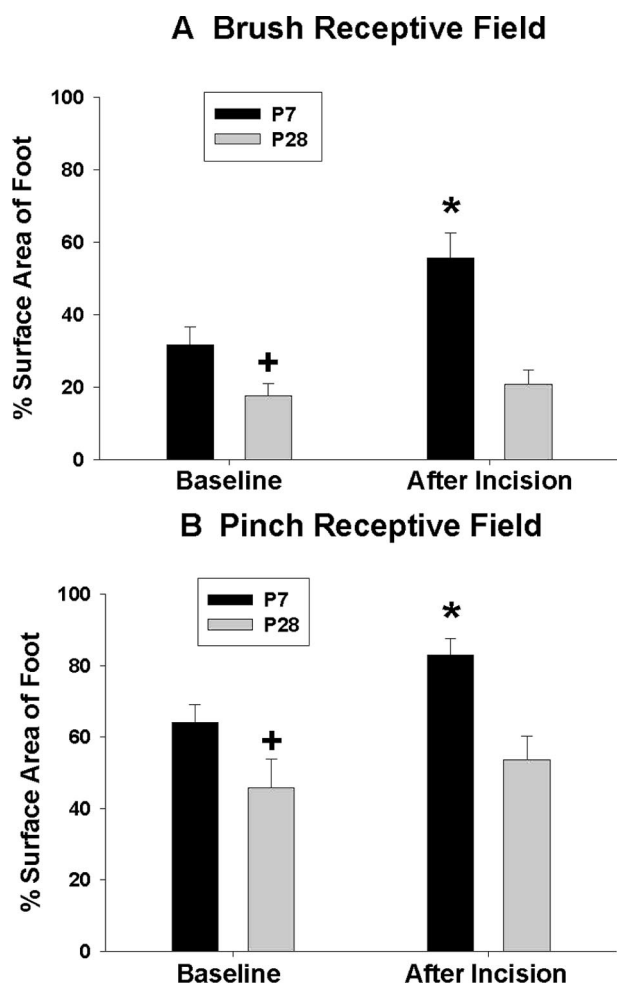 A Brush Receptive Field
% Surface Area of Foot
100
80
60
40
20
0
P7
P28
+
*
Baseline
After Incision
B Pinch Receptive Field
% Surface Area of Foot
100
80
60
40
20
0
P7
P28
+
*
Baseline
After Incision